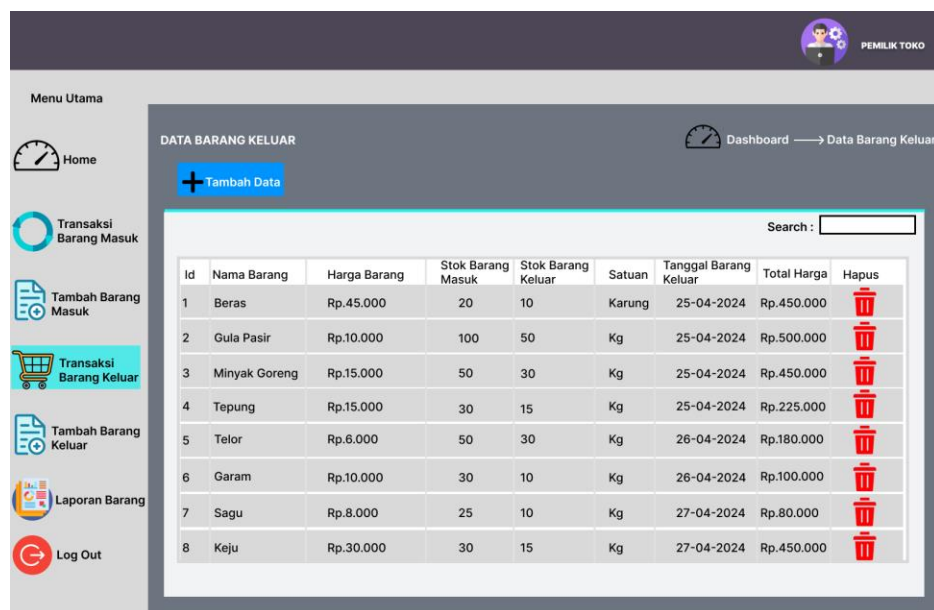 PEMILIK TOKO
Menu Utama
Home
Transaksi
Barang Masuk
Tambah Barang
Masuk
Transaksi
Barang Keluar
Tambah Barang
Keluar
Laporan Barang
Log Out
DATA BARANG KELUAR
Dashboard ⟶ Data Barang Keluar
+ Tambah Data
Search :
Id Nama Barang Harga Barang Stok Barang Masuk Stok Barang Keluar Satuan Tanggal Barang Keluar Total Harga Hapus
1 Beras Rp.45.000 20 10 Karung 25-04-2024 Rp.450.000
2 Gula Pasir Rp.10.000 100 50 Kg 25-04-2024 Rp.500.000
3 Minyak Goreng Rp.15.000 50 30 Kg 25-04-2024 Rp.450.000
4 Tepung Rp.15.000 30 15 Kg 25-04-2024 Rp.225.000
5 Telor Rp.6.000 50 30 Kg 26-04-2024 Rp.180.000
6 Garam Rp.10.000 30 10 Kg 26-04-2024 Rp.100.000
7 Sagu Rp.8.000 25 10 Kg 27-04-2024 Rp.80.000
8 Keju Rp.30.000 30 15 Kg 27-04-2024 Rp.450.000